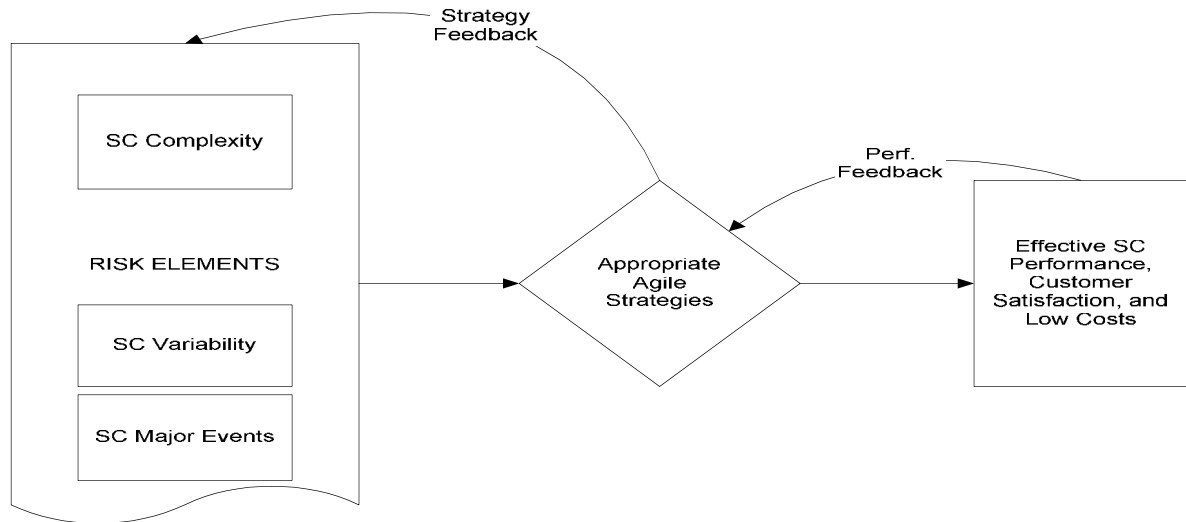 Strategy
Feedback
SC Complexity
RISK ELEMENTS
SC Variability
SC Major Events
Appropriate
Agile
Strategies
Perf.
Feedback
Effective SC
Performance,
Customer
Satisfaction, and
Low Costs